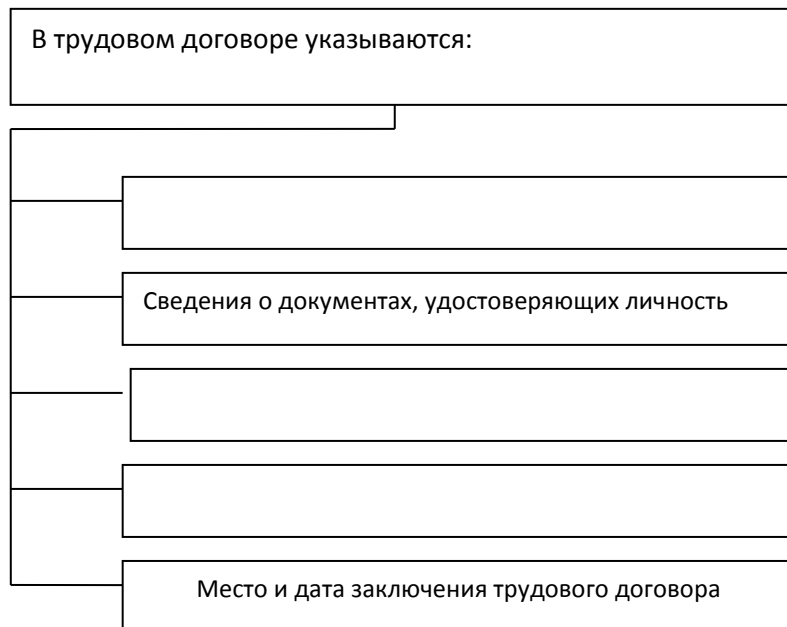 В трудовом договоре указываются:
Сведения о документах, удостоверяющих личность
Место и дата заключения трудового договора